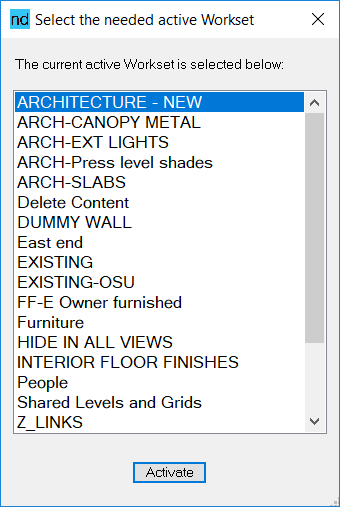 nd Select the needed active Workset
The current active Workset is selected below:
ARCHITECTURE - NEW
ARCH-CANOPY METAL
ARCH-EXT LIGHTS
ARCH-Press level shades
ARCH-SLABS
Delete Content
DUMMY WALL
East end
EXISTING
EXISTING-OSU
FF-E Owner furnished
Furniture
HIDE IN ALL VIEWS
INTERIOR FLOOR FINISHES
People
Shared Levels and Grids
Z_LINKS
Activate